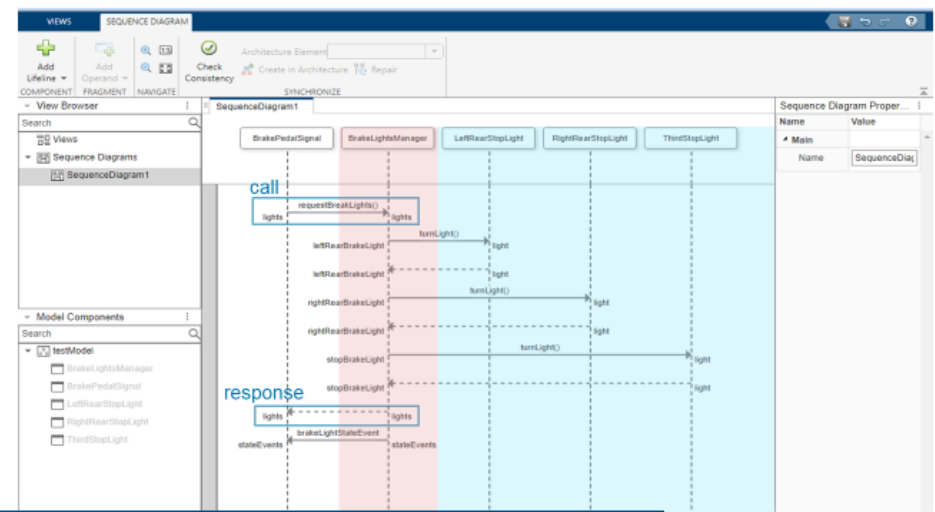 VIEWS SEQUENCE DIAGRAM
Add Lifeline
Add Operand
1:1
Check Consistency
Architecture Element
Create in Architecture Repair
COMPONENT FRAGMENT NAVIGATE SYNCHRONIZE
View Browser
Search
Views
Sequence Diagrams
SequenceDiagram1
Model Components
Search
testModel
BrakeLightsManager
BrakePedalSignal
LeftRearStopLight
RightRearStopLight
ThirdStopLight
SequenceDiagram1
BrakePedalSignal BrakeLightsManager LeftRearStopLight RightRearStopLight ThirdStopLight
call
requestBreakLights()
lights lights
turnLight()
leftRearBrakeLight light
leftRearBrakeLight light
turnLight()
rightRearBrakeLight light
rightRearBrakeLight light
turnLight()
stopBrakeLight light
stopBrakeLight light
response
lights lights
brakeLightStateEvent
stateEvents stateEvents
Sequence Diagram Proper...
Name Value
Main
Name SequenceDiag